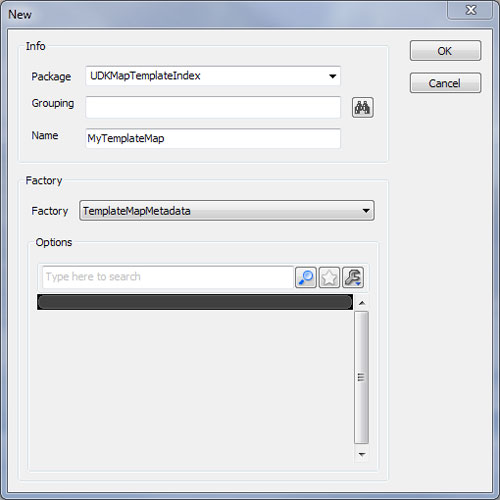 New
Info
OK
Package UDKMapTemplateIndex
Cancel
Grouping
Name MyTemplateMap
Factory
Factory TemplateMapMetadata
Options
Type here to search